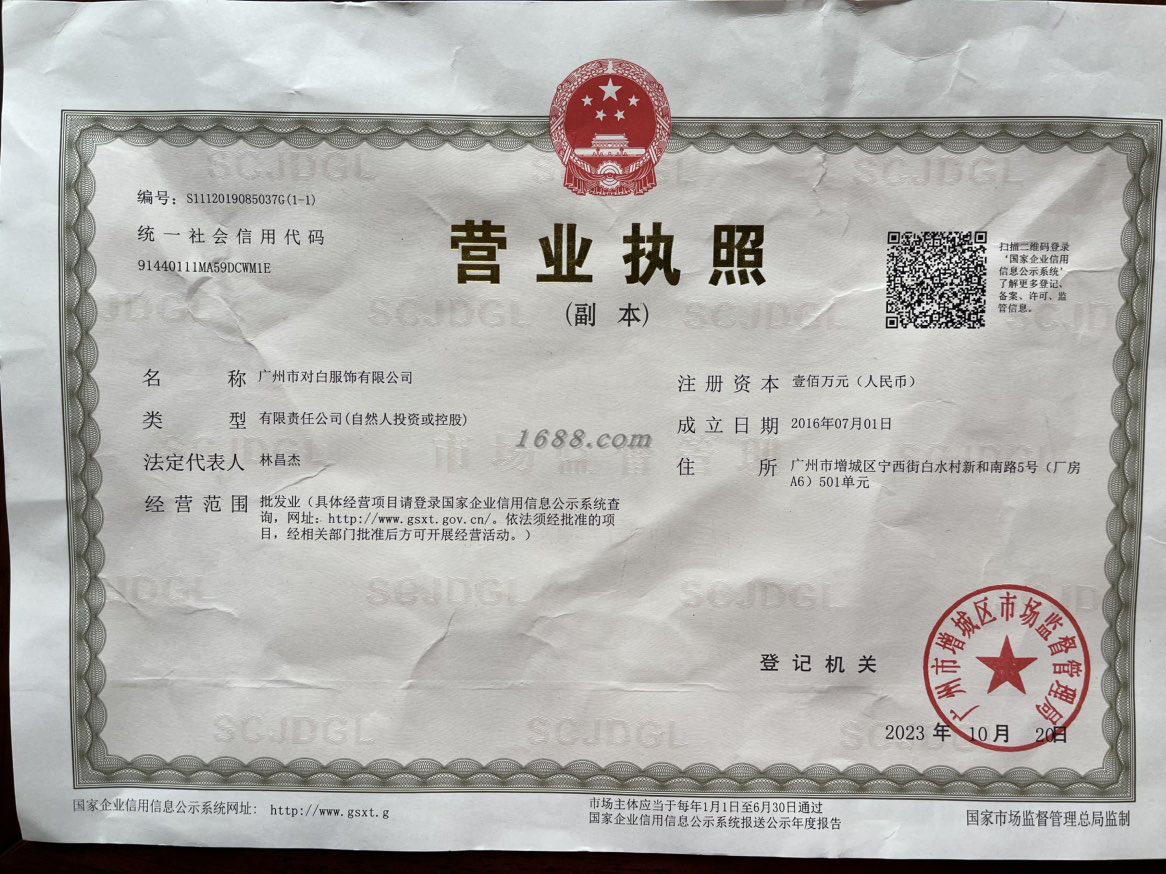 编号：S1112019085037G(1-1)
统一社会信用代码
91440111MA59DCWM1E
营业执照
(副 本)
扫描二维码登录
‘国家企业信用
信息公示系统’
了解更多登记、
备案、许可、监
管信息。
名 称 广州市对白服饰有限公司
类 型 有限责任公司(自然人投资或控股)
法定代表人 林昌杰
经营范围 批发业（具体经营项目请登录国家企业信用信息公示系统查
询，网址：http://www.gsxt.gov.cn/。依法须经批准的项
目，经相关部门批准后方可开展经营活动。）
注册资本 壹佰万元（人民币）
成立日期 2016年07月01日
住 所 广州市增城区宁西街白水村新和南路5号（厂房
A6）501单元
1688.com
SCJDGL
市场监督管理
登记机关
广州市增城区市场监督管理局
2023 年 10 月 20日
国家企业信用信息公示系统网址： http://www.gsxt.g
市场主体应当于每年1月1日至6月30日通过
国家企业信用信息公示系统报送公示年度报告
国家市场监督管理总局监制